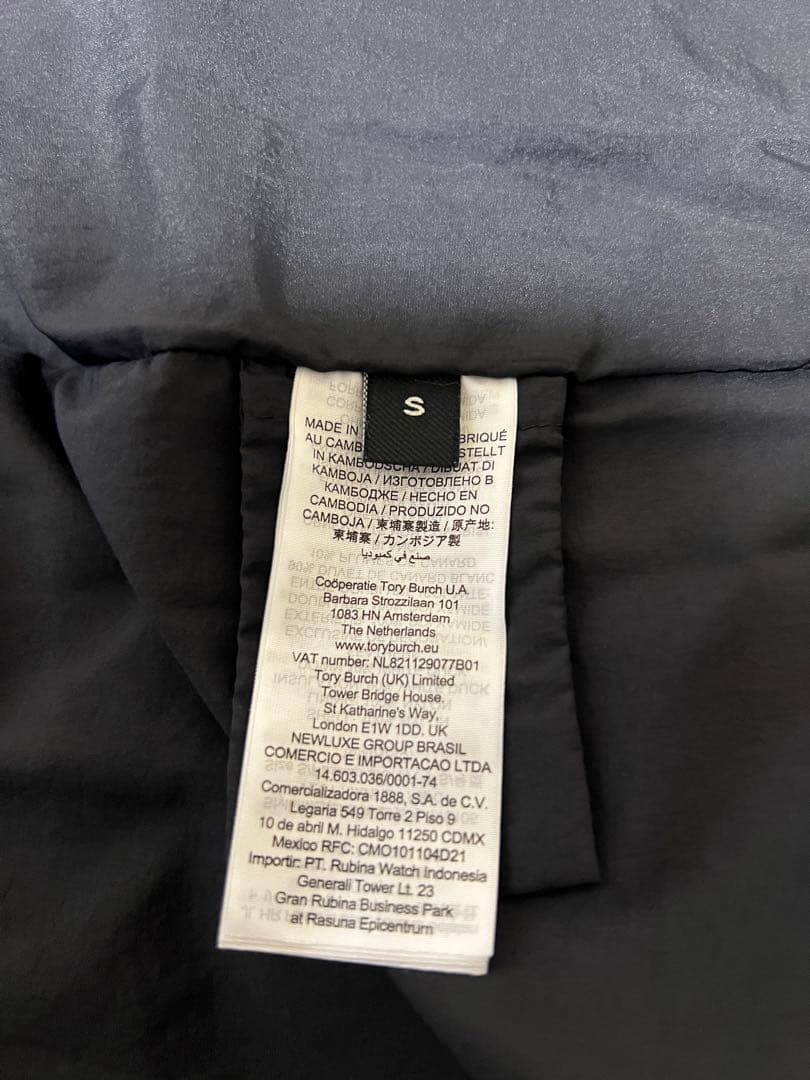 S
MADE IN BRIQUÉ
AU CAMB STELLT
IN KAMBODSCHA / DIBUAT DI
KAMBOJA / ИЗГОТОВЛЕНО В
КАМБОДЖЕ / HECHO EN
CAMBODIA / PRODUZIDO NO
CAMBOJA / 柬埔寨製造 / 原产地:
柬埔寨 / カンボジア製
صنع في كمبوديا
Coöperatie Tory Burch U.A.
Barbara Strozzilaan 101
1083 HN Amsterdam
The Netherlands
www.toryburch.eu
VAT number: NL821129077B01
Tory Burch (UK) Limited
Tower Bridge House,
St Katharine's Way,
London E1W 1DD. UK
NEWLUXE GROUP BRASIL
COMERCIO E IMPORTACAO LTDA
14.603.036/0001-74
Comercializadora 1888, S.A. de C.V.
Legaria 549 Torre 2 Piso 9
10 de abril M. Hidalgo 11250 CDMX
Mexico RFC: CMO101104D21
Importir: PT. Rubina Watch Indonesia
Generali Tower Lt. 23
Gran Rubina Business Park
at Rasuna Epicentrum